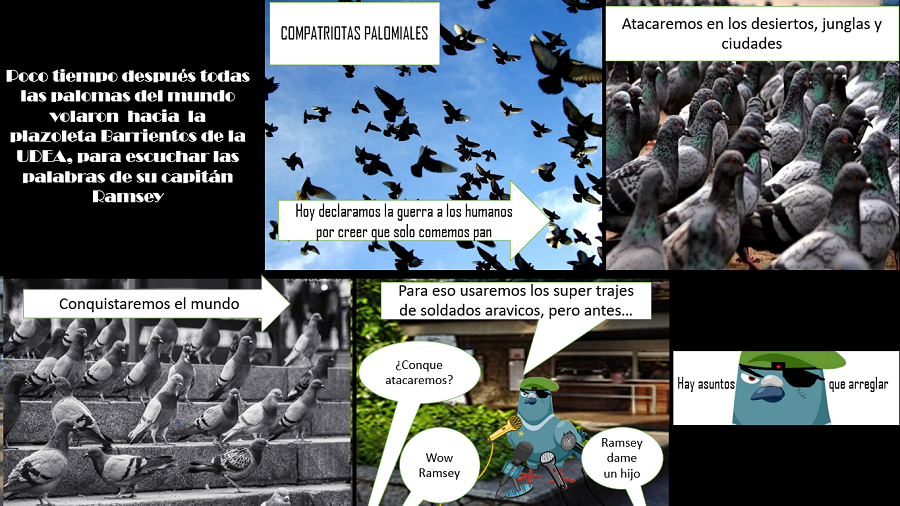 Poco tiempo después todas
las palomas del mundo
volaron hacia la
plazoleta Barrientos de la
UDEA, para escuchar las
palabras de su capitán
Ramsey
COMPATRIOTAS PALOMIALES
Hoy declaramos la guerra a los humanos
por creer que solo comemos pan
Atacaremos en los desiertos, junglas y
ciudades
Conquistaremos el mundo
Para eso usaremos los super trajes
de soldados aravicos, pero antes...
¿Conque
atacaremos?
Wow
Ramsey
Ramsey
dame
un hijo
Hay asuntos que arreglar